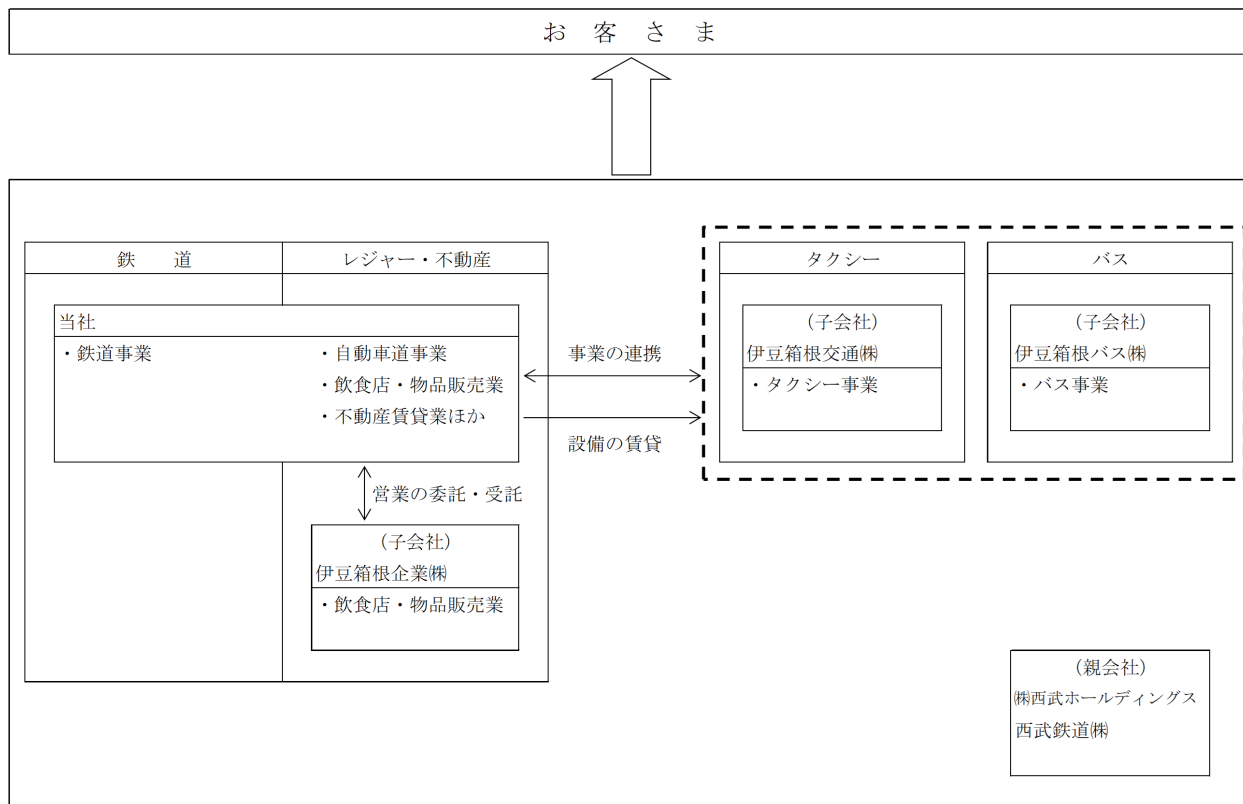 お客さま
鉄道
レジャー・不動産
タクシー
バス
当社
・鉄道事業
・自動車道事業
・飲食店・物品販売業
・不動産賃貸業ほか
事業の連携
設備の賃貸
(子会社)
伊豆箱根交通㈱
・タクシー事業
(子会社)
伊豆箱根バス㈱
・バス事業
営業の委託・受託
(子会社)
伊豆箱根企業㈱
・飲食店・物品販売業
(親会社)
㈱西武ホールディングス
西武鉄道㈱